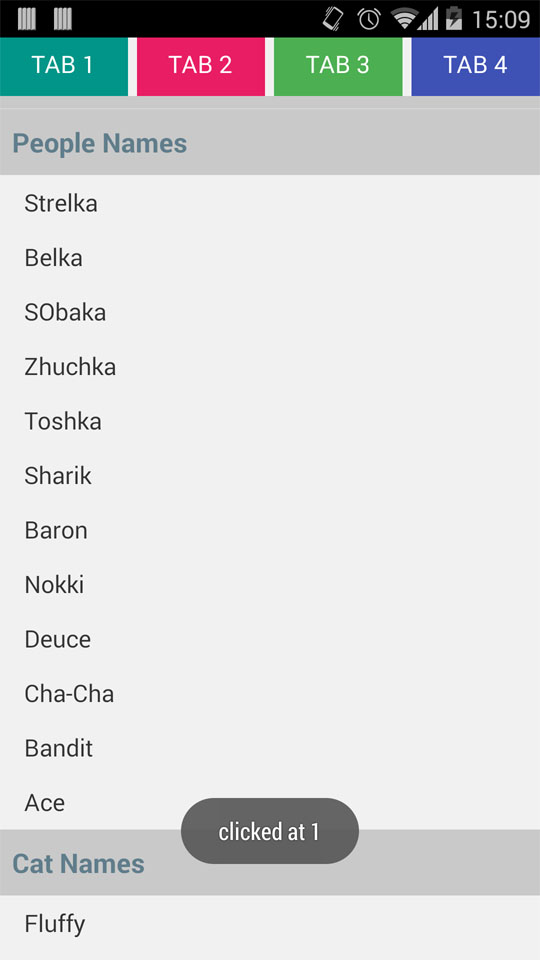 15:09
TAB 1 TAB 2 TAB 3 TAB 4
People Names
Strelka
Belka
SObaka
Zhuchka
Toshka
Sharik
Baron
Nokki
Deuce
Cha-Cha
Bandit
Ace
clicked at 1
Cat Names
Fluffy